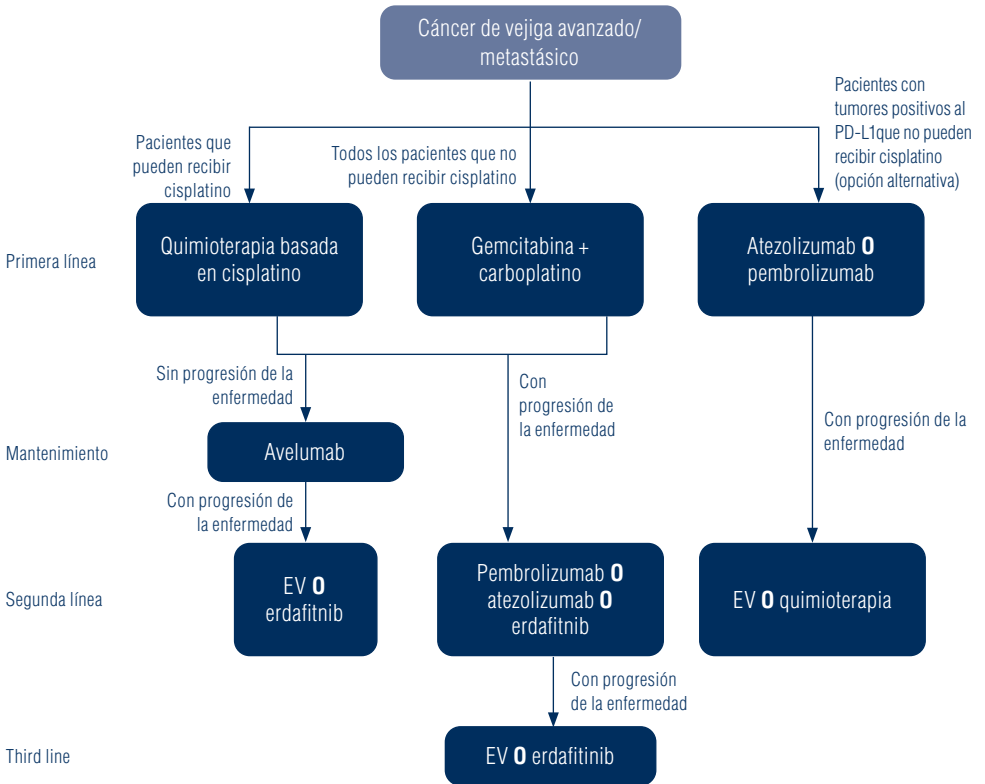 Cáncer de vejiga avanzado/
metastásico
Pacientes que
pueden recibir
cisplatino
Todos los pacientes que no
pueden recibir cisplatino
Pacientes con
tumores positivos al
PD-L1que no pueden
recibir cisplatino
(opción alternativa)
Primera línea
Quimioterapia basada
en cisplatino
Gemcitabina +
carboplatino
Atezolizumab O
pembrolizumab
Sin progresión de la
enfermedad
Con
progresión de
la enfermedad
Con progresión de la
enfermedad
Mantenimiento
Avelumab
Con progresión de
la enfermedad
Segunda línea
EV O
erdafitnib
Pembrolizumab O
atezolizumab O
erdafitnib
EV O quimioterapia
Con progresión
de la enfermedad
Third line
EV O erdafitinib